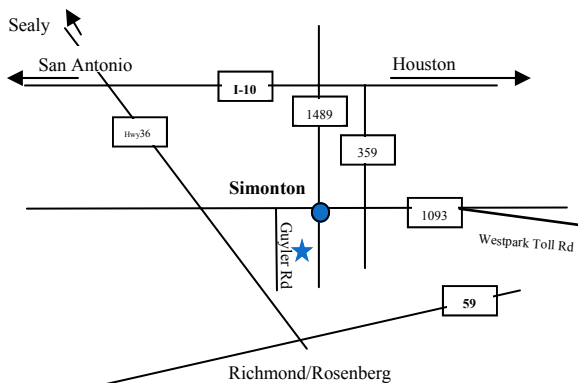 Sealy
San Antonio
Houston
I-10
1489
Hwy36
359
Simonton
1093
Guyler Rd
Westpark Toll Rd
59
Richmond/Rosenberg